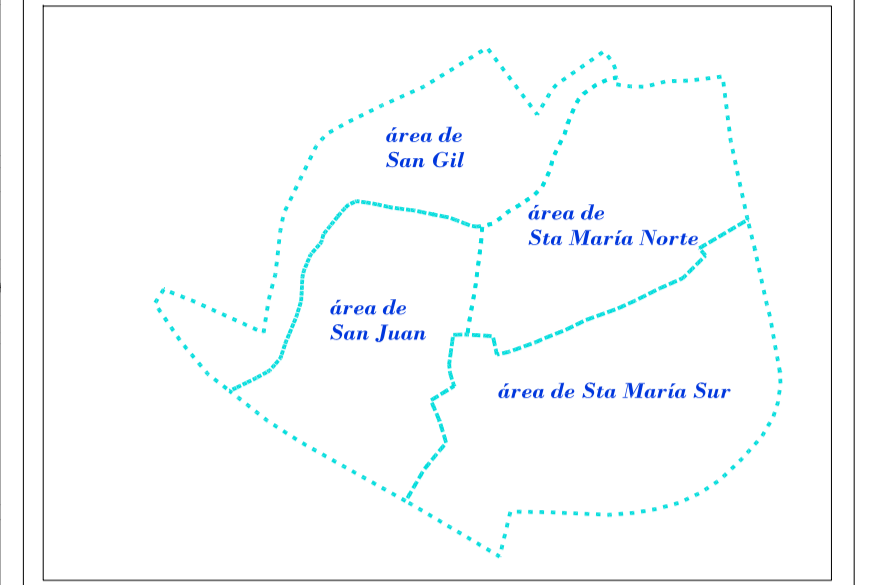 área de
San Gil
área de
Sta María Norte
área de
San Juan
área de Sta María Sur